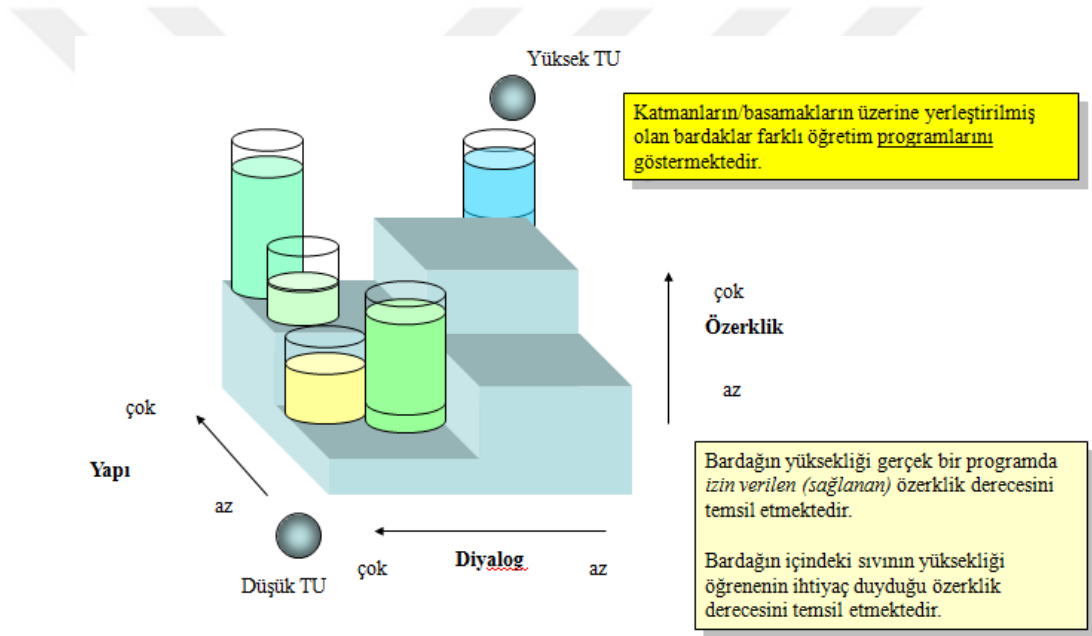 Yüksek TU
Katmanların/basamakların üzerine yerleştirilmiş
olan bardaklar farklı öğretim programlarını
göstermektedir.
çok
Özerklik
az
çok
Yapı
az
Düşük TU
çok
Diyalog
az
Bardağın yüksekliği gerçek bir programda
izin verilen (sağlanan) özerklik derecesini
temsil etmektedir.
Bardağın içindeki sıvının yüksekliği
öğrenenin ihtiyaç duyduğu özerklik
derecesini temsil etmektedir.